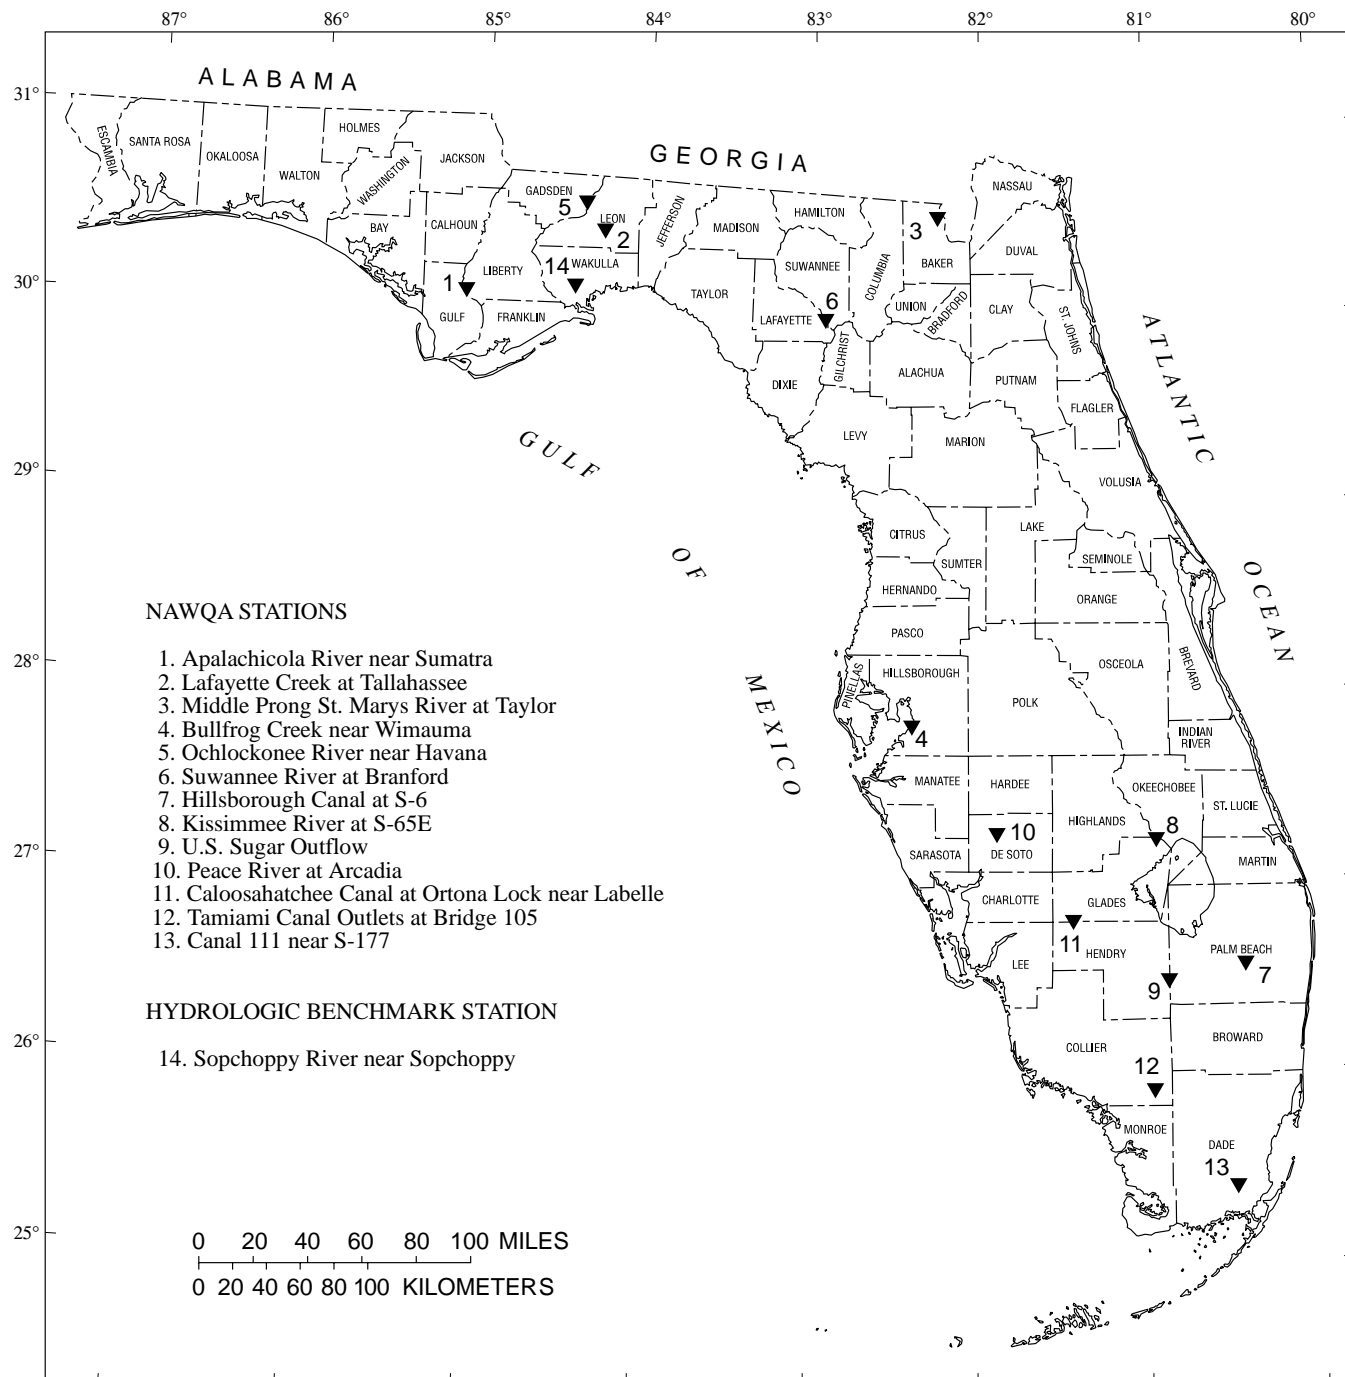 87° 86° 85° 84° 83° 82° 81° 80°
31°
30°
29°
28°
27°
26°
25°
ALABAMA
GEORGIA
ESCAMBIA
SANTA ROSA
OKALOOSA
WALTON
HOLMES
WASHINGTON
JACKSON
BAY
CALHOUN
GULF
LIBERTY
FRANKLIN
GADSDEN
LEON
WAKULLA
JEFFERSON
MADISON
TAYLOR
HAMILTON
SUWANNEE
LAFAYETTE
DIXIE
GILCHRIST
COLUMBIA
BAKER
UNION
BRADFORD
NASSAU
DUVAL
CLAY
ST. JOHNS
ALACHUA
PUTNAM
FLAGLER
LEVY
MARION
VOLUSIA
CITRUS
SUMTER
LAKE
SEMINOLE
HERNANDO
ORANGE
PASCO
PINELLAS
HILLSBOROUGH
POLK
OSCEOLA
BREVARD
INDIAN
RIVER
MANATEE
HARDEE
OKEECHOBEE
ST. LUCIE
HIGHLANDS
SARASOTA
DE SOTO
MARTIN
CHARLOTTE
GLADES
LEE
HENDRY
PALM BEACH
COLLIER
BROWARD
MONROE
DADE
5
2
14
1
3
6
4
10
8
11
7
9
12
13
GULF
OF
MEXICO
ATLANTIC
OCEAN
NAWQA STATIONS
1. Apalachicola River near Sumatra
2. Lafayette Creek at Tallahassee
3. Middle Prong St. Marys River at Taylor
4. Bullfrog Creek near Wimauma
5. Ochlockonee River near Havana
6. Suwannee River at Branford
7. Hillsborough Canal at S-6
8. Kissimmee River at S-65E
9. U.S. Sugar Outflow
10. Peace River at Arcadia
11. Caloosahatchee Canal at Ortona Lock near Labelle
12. Tamiami Canal Outlets at Bridge 105
13. Canal 111 near S-177
HYDROLOGIC BENCHMARK STATION
14. Sopchoppy River near Sopchoppy
0 20 40 60 80 100 MILES
0 20 40 60 80 100 KILOMETERS